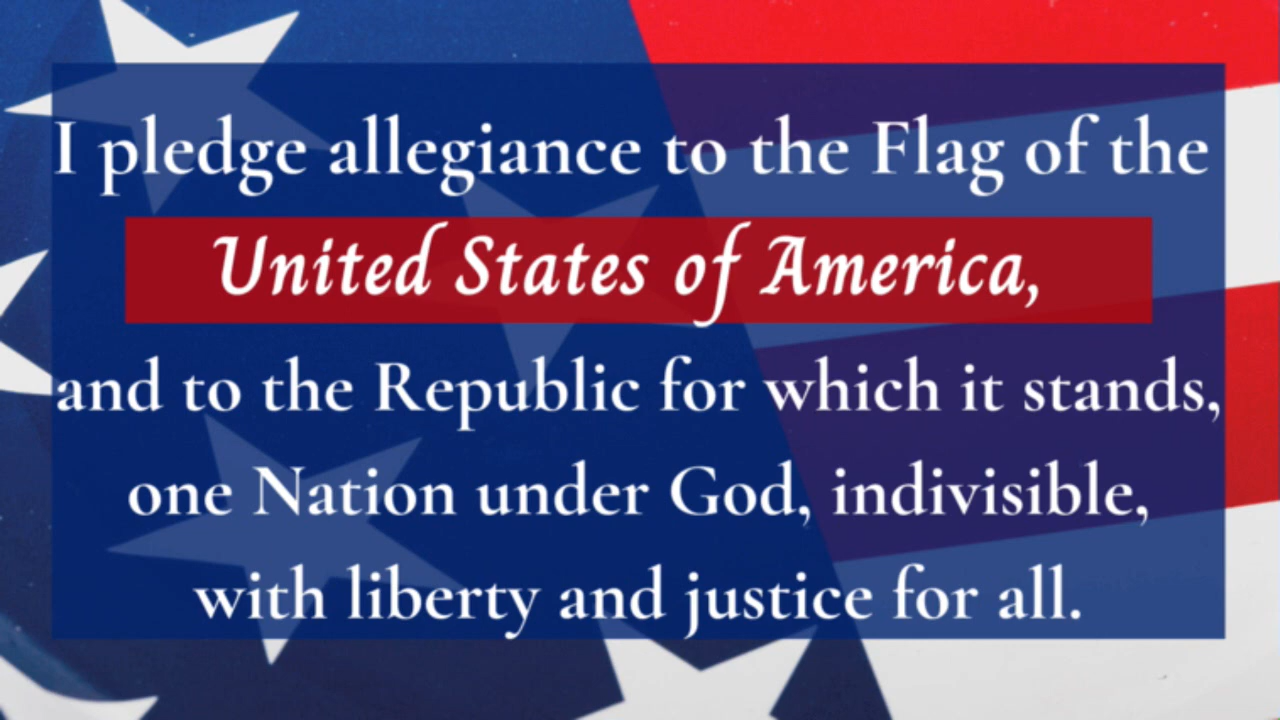 I pledge allegiance to the Flag of the
United States of America,
and to the Republic for which it stands,
one Nation under God, indivisible,
with liberty and justice for all.